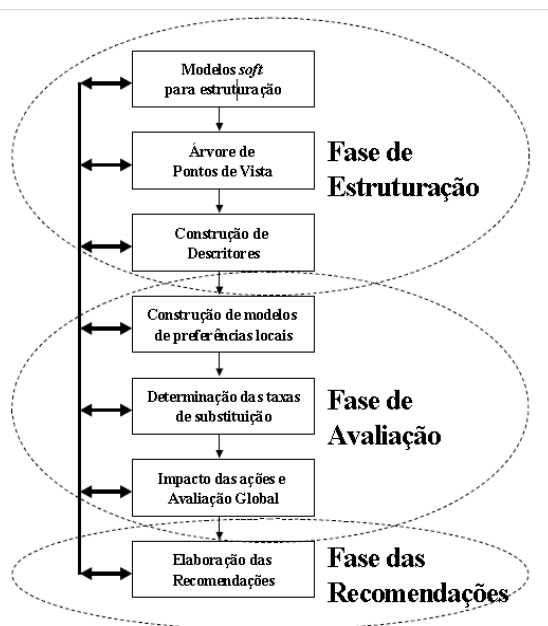 Modelos soft
para estruturação
Árvore de
Pontos de Vista
Fase de
Estruturação
Construção de
Descritores
Construção de modelos
de preferências locais
Determinação das taxas
de substituição
Fase de
Avaliação
Impacto das ações e
Avaliação Global
Elaboração das
Recomendações
Fase das
Recomendações